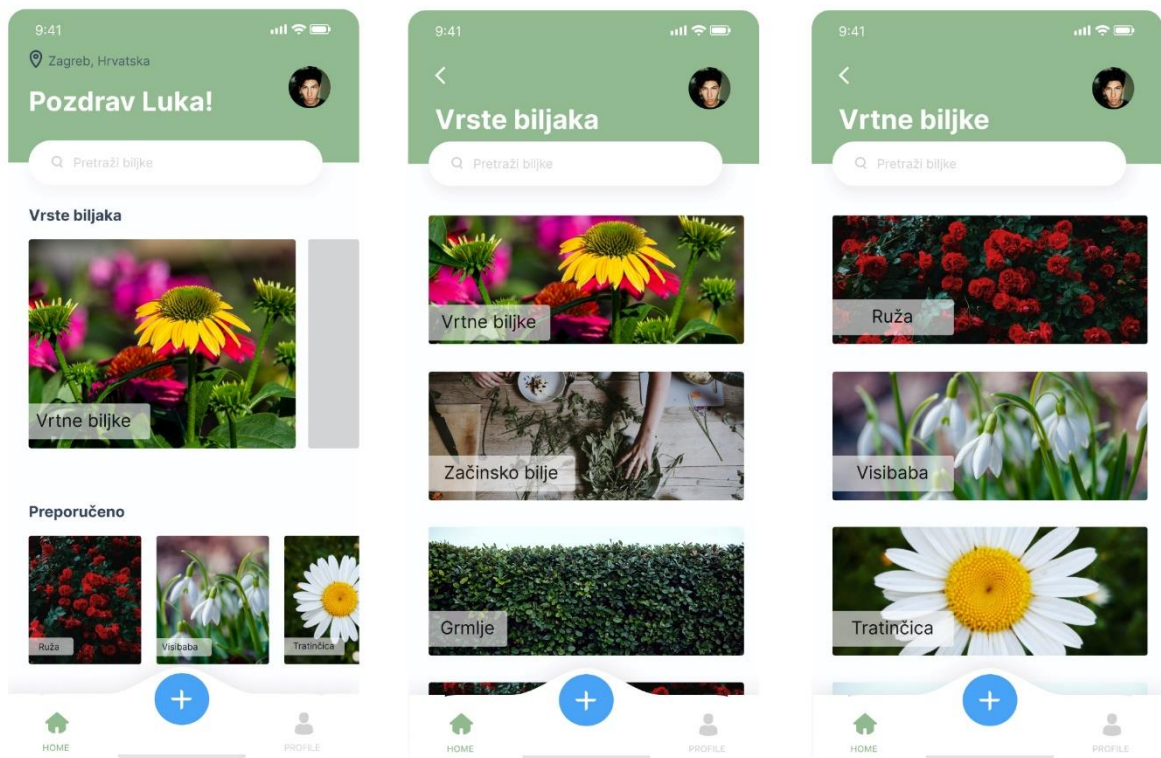 9:41
Zagreb, Hrvatska
Pozdrav Luka!
Pretraži biljke
Vrste biljaka
Vrtne biljke
Preporučeno
Ruža
Visibaba
Tratinčica
HOME
PROFILE
9:41
Vrste biljaka
Pretraži biljke
Vrtne biljke
Začinsko bilje
Grmlje
HOME
PROFILE
9:41
Vrtne biljke
Pretraži biljke
Ruža
Visibaba
Tratinčica
HOME
PROFILE